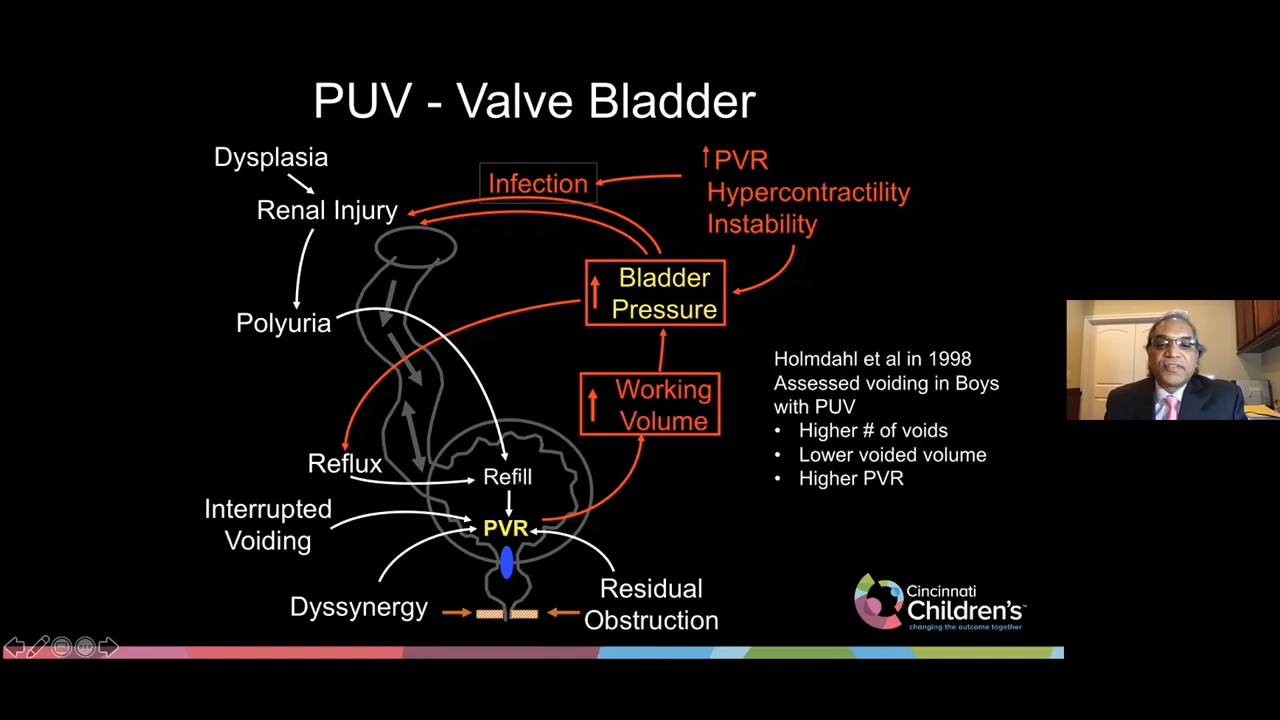 PUV - Valve Bladder
Dysplasia
Renal Injury
Polyuria
Infection
↑PVR
Hypercontractility
Instability
↑ Bladder
Pressure
↑ Working
Volume
Holmdahl et al in 1998
Assessed voiding in Boys
with PUV
• Higher # of voids
• Lower voided volume
• Higher PVR
Reflux
Refill
Interrupted
Voiding
PVR
Dyssynergy
Residual
Obstruction
Cincinnati
Children's™
changing the outcome together